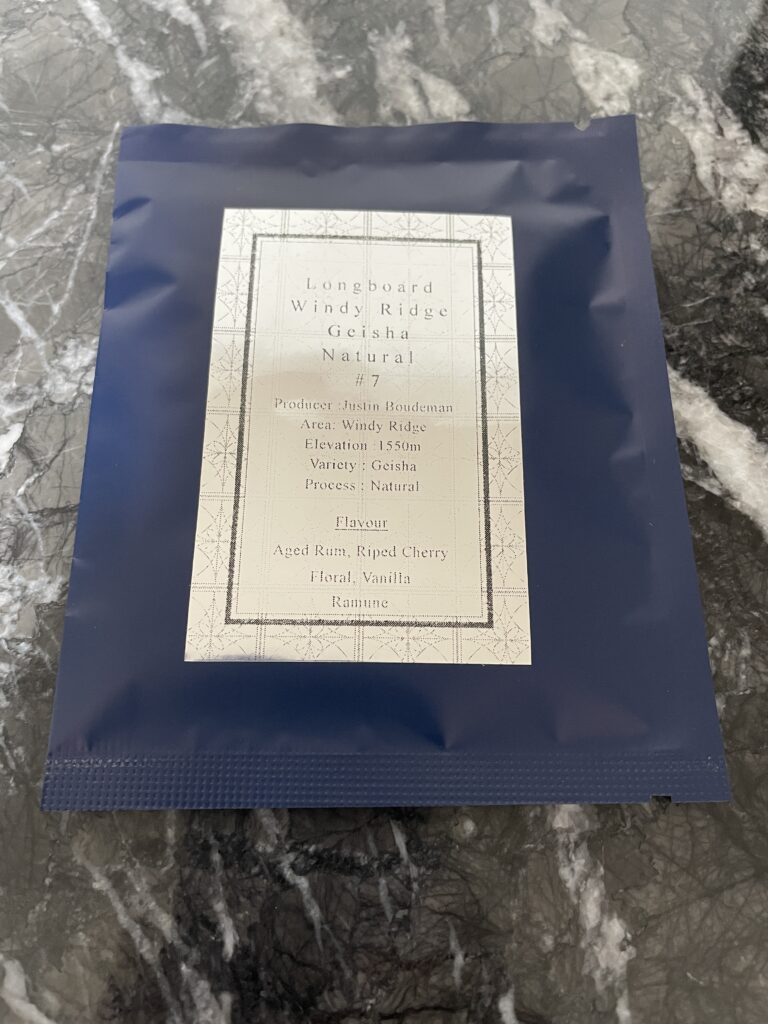 Longboard
Windy Ridge
Geisha
Natural
#7
Producer :Justin Boudeman
Area: Windy Ridge
Elevation :1550m
Variety : Geisha
Process : Natural
Flavour
Aged Rum, Riped Cherry
Floral, Vanilla
Ramune